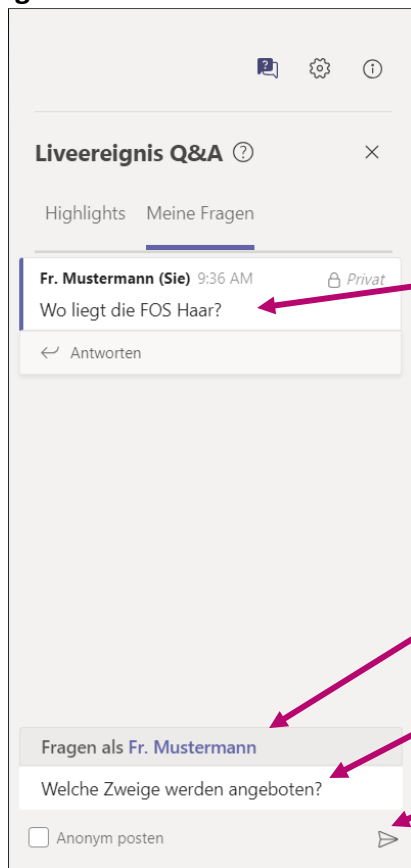 Liveereignis Q&A
Highlights Meine Fragen
Fr. Mustermann (Sie) 9:36 AM Privat
Wo liegt die FOS Haar?
Antworten
Fragen als Fr. Mustermann
Welche Zweige werden angeboten?
Anonym posten